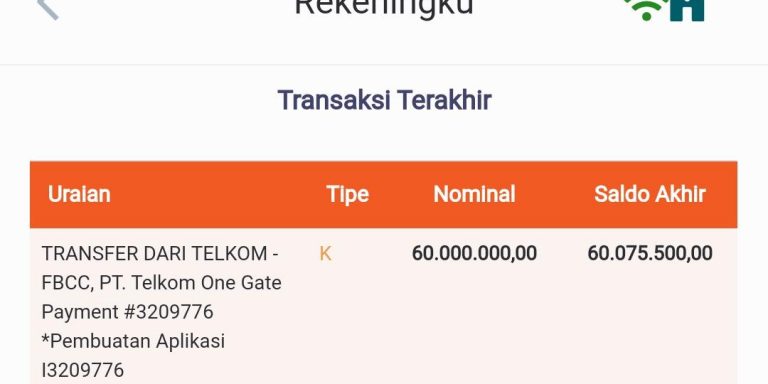 Rekeningku
Transaksi Terakhir
Uraian Tipe Nominal Saldo Akhir
TRANSFER DARI TELKOM - K 60.000.000,00 60.075.500,00
FBCC, PT. Telkom One Gate
Payment #3209776
*Pembuatan Aplikasi
I3209776